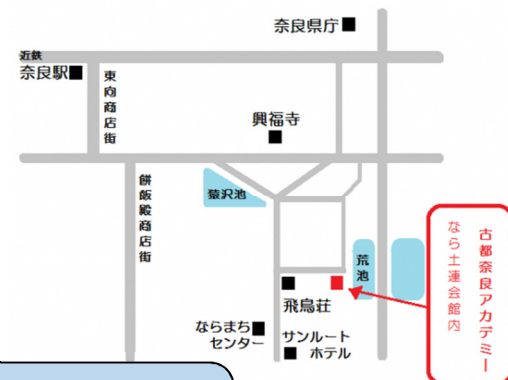 奈良県庁
近鉄
奈良駅
東向商店街
興福寺
餅飯殿商店街
猿沢池
荒池
古都奈良アカデミー
なら土連会館内
飛鳥荘
ならまち
センター
サンルート
ホテル